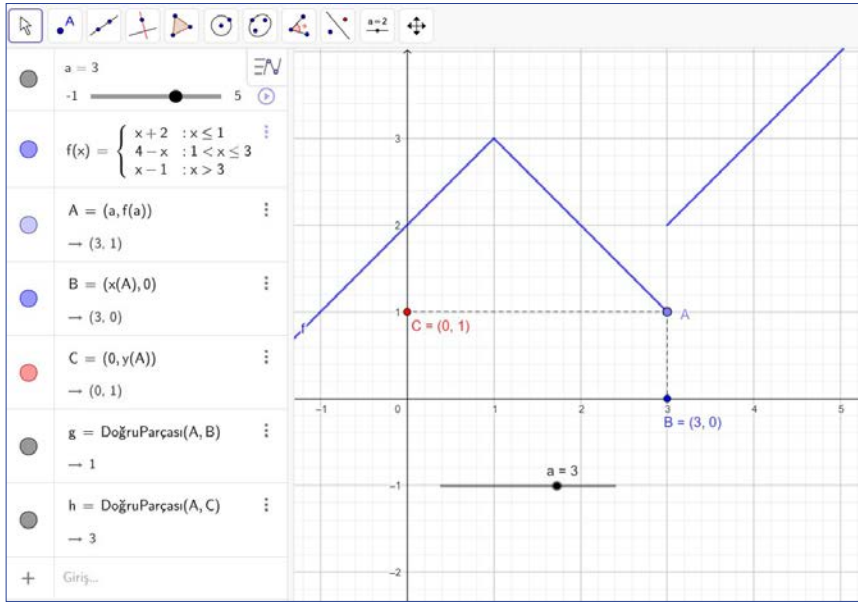 A
a=2
a = 3
-1
5
f(x) = { x + 2 : x ≤ 1
4 − x : 1 < x ≤ 3
x − 1 : x > 3
A = (a, f(a))
→ (3, 1)
B = (x(A), 0)
→ (3, 0)
C = (0, y(A))
→ (0, 1)
g = DoğruParçası(A, B)
→ 1
h = DoğruParçası(A, C)
→ 3
+ Giriş...
3
2
f
1
A
C = (0, 1)
−1 0 1 2 3 4 5
B = (3, 0)
a = 3
−1
−2